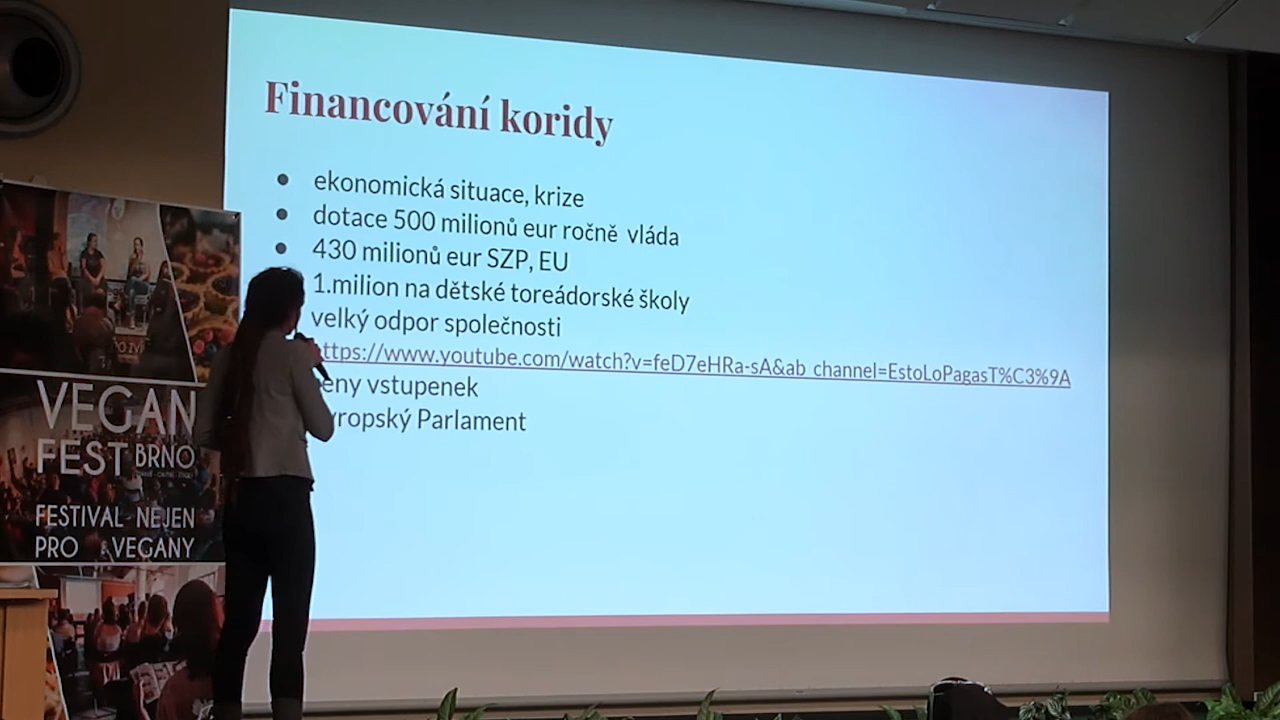 Financování koridy
ekonomická situace, krize
dotace 500 milionů eur ročně vláda
430 milionů eur SZP, EU
1.milion na dětské toreádorské školy
velký odpor společnosti
ttps://www.youtube.com/watch?v=feD7eHRa-sA&ab_channel=EstoLoPagasT%C3%9A
eny vstupenek
vropský Parlament
VEGAN
FEST BRNO
FESTIVAL NEJEN
PRO VEGANY